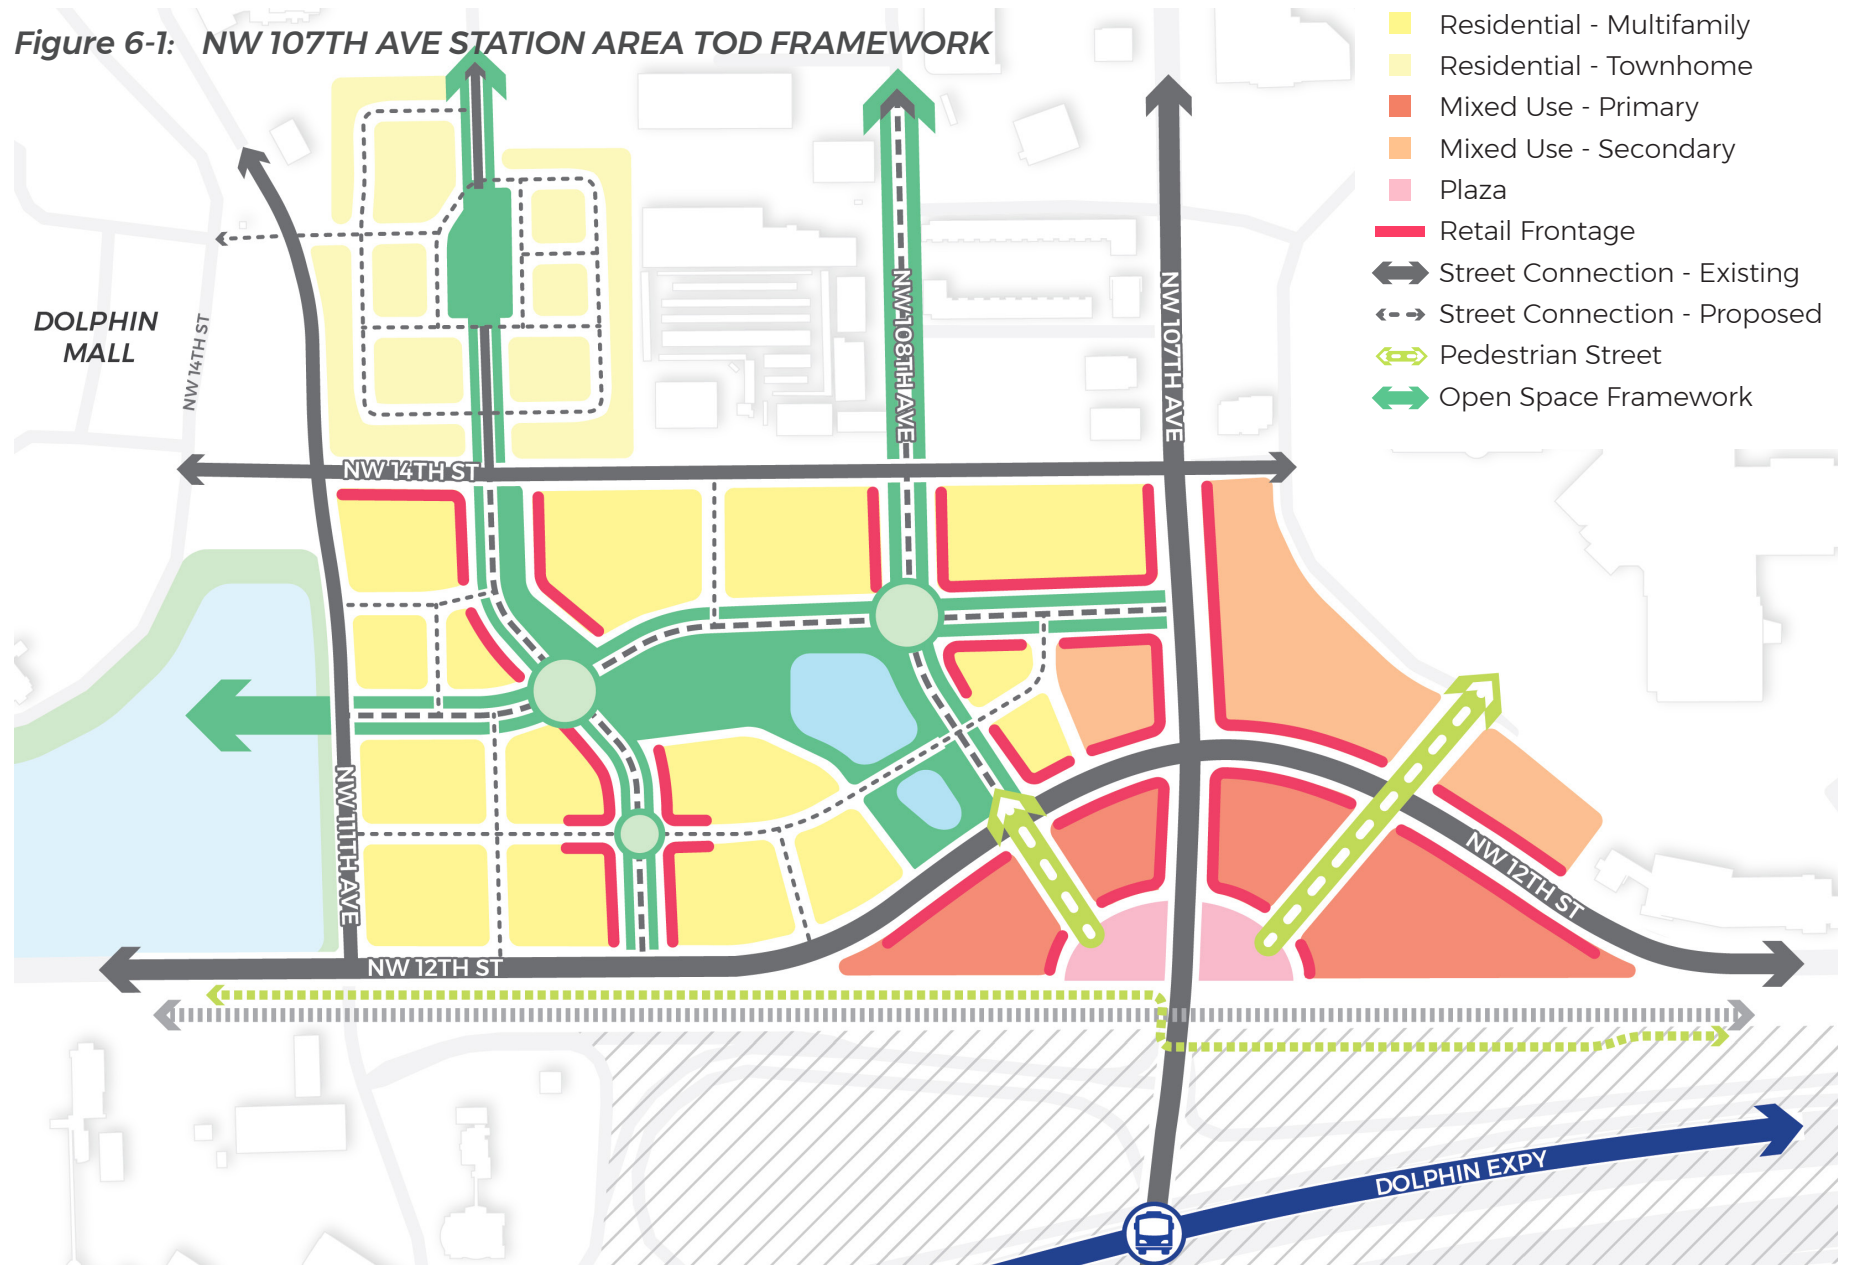 Figure 6-1: NW 107TH AVE STATION AREA TOD FRAMEWORK
Residential - Multifamily
Residential - Townhome
Mixed Use - Primary
Mixed Use - Secondary
Plaza
Retail Frontage
Street Connection - Existing
Street Connection - Proposed
Pedestrian Street
Open Space Framework
DOLPHIN
MALL
NW 14TH ST
NW 108TH AVE
NW 107TH AVE
NW 14TH ST
NW 111TH AVE
NW 12TH ST
NW 12TH ST
DOLPHIN EXPY